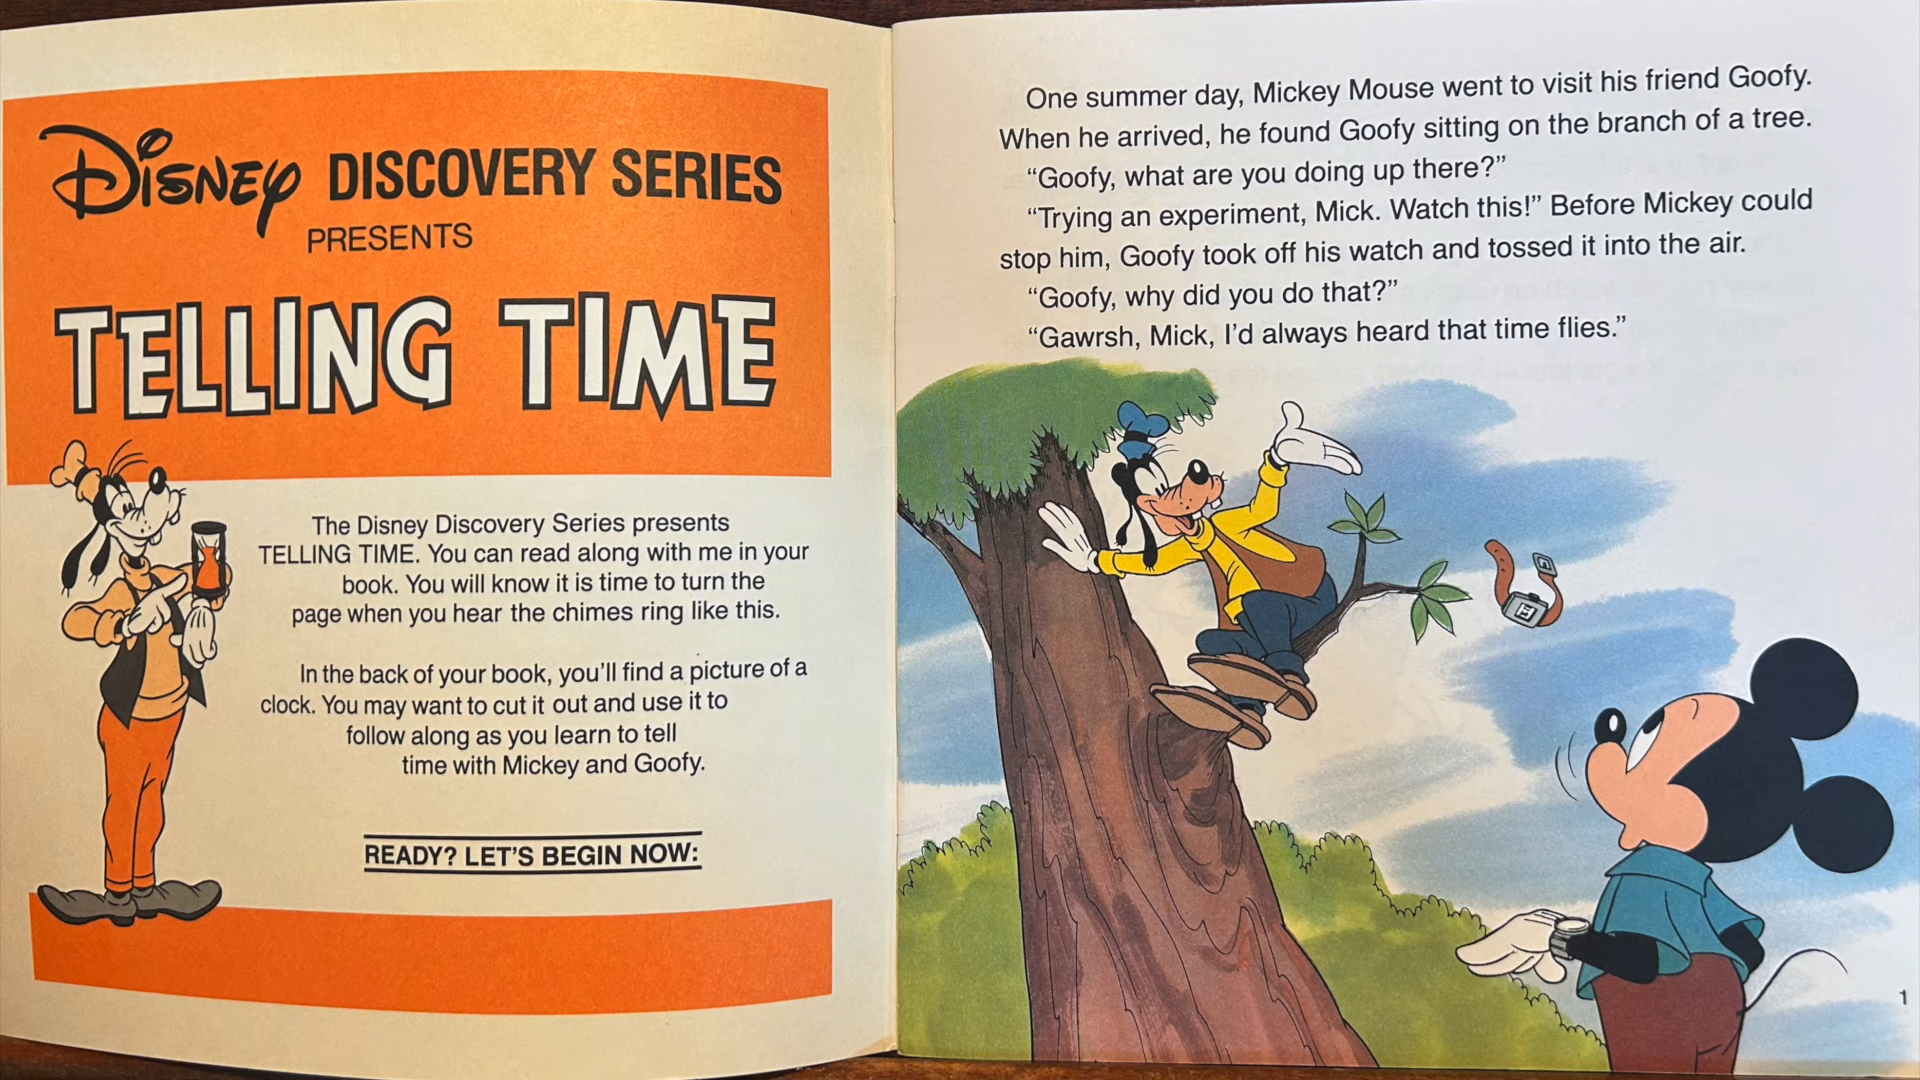 Disney DISCOVERY SERIES
PRESENTS
TELLING TIME
The Disney Discovery Series presents
TELLING TIME. You can read along with me in your
book. You will know it is time to turn the
page when you hear the chimes ring like this.
In the back of your book, you'll find a picture of a
clock. You may want to cut it out and use it to
follow along as you learn to tell
time with Mickey and Goofy.
READY? LET'S BEGIN NOW:
One summer day, Mickey Mouse went to visit his friend Goofy.
When he arrived, he found Goofy sitting on the branch of a tree.
“Goofy, what are you doing up there?”
“Trying an experiment, Mick. Watch this!” Before Mickey could
stop him, Goofy took off his watch and tossed it into the air.
“Goofy, why did you do that?”
“Gawrsh, Mick, I'd always heard that time flies.”
1